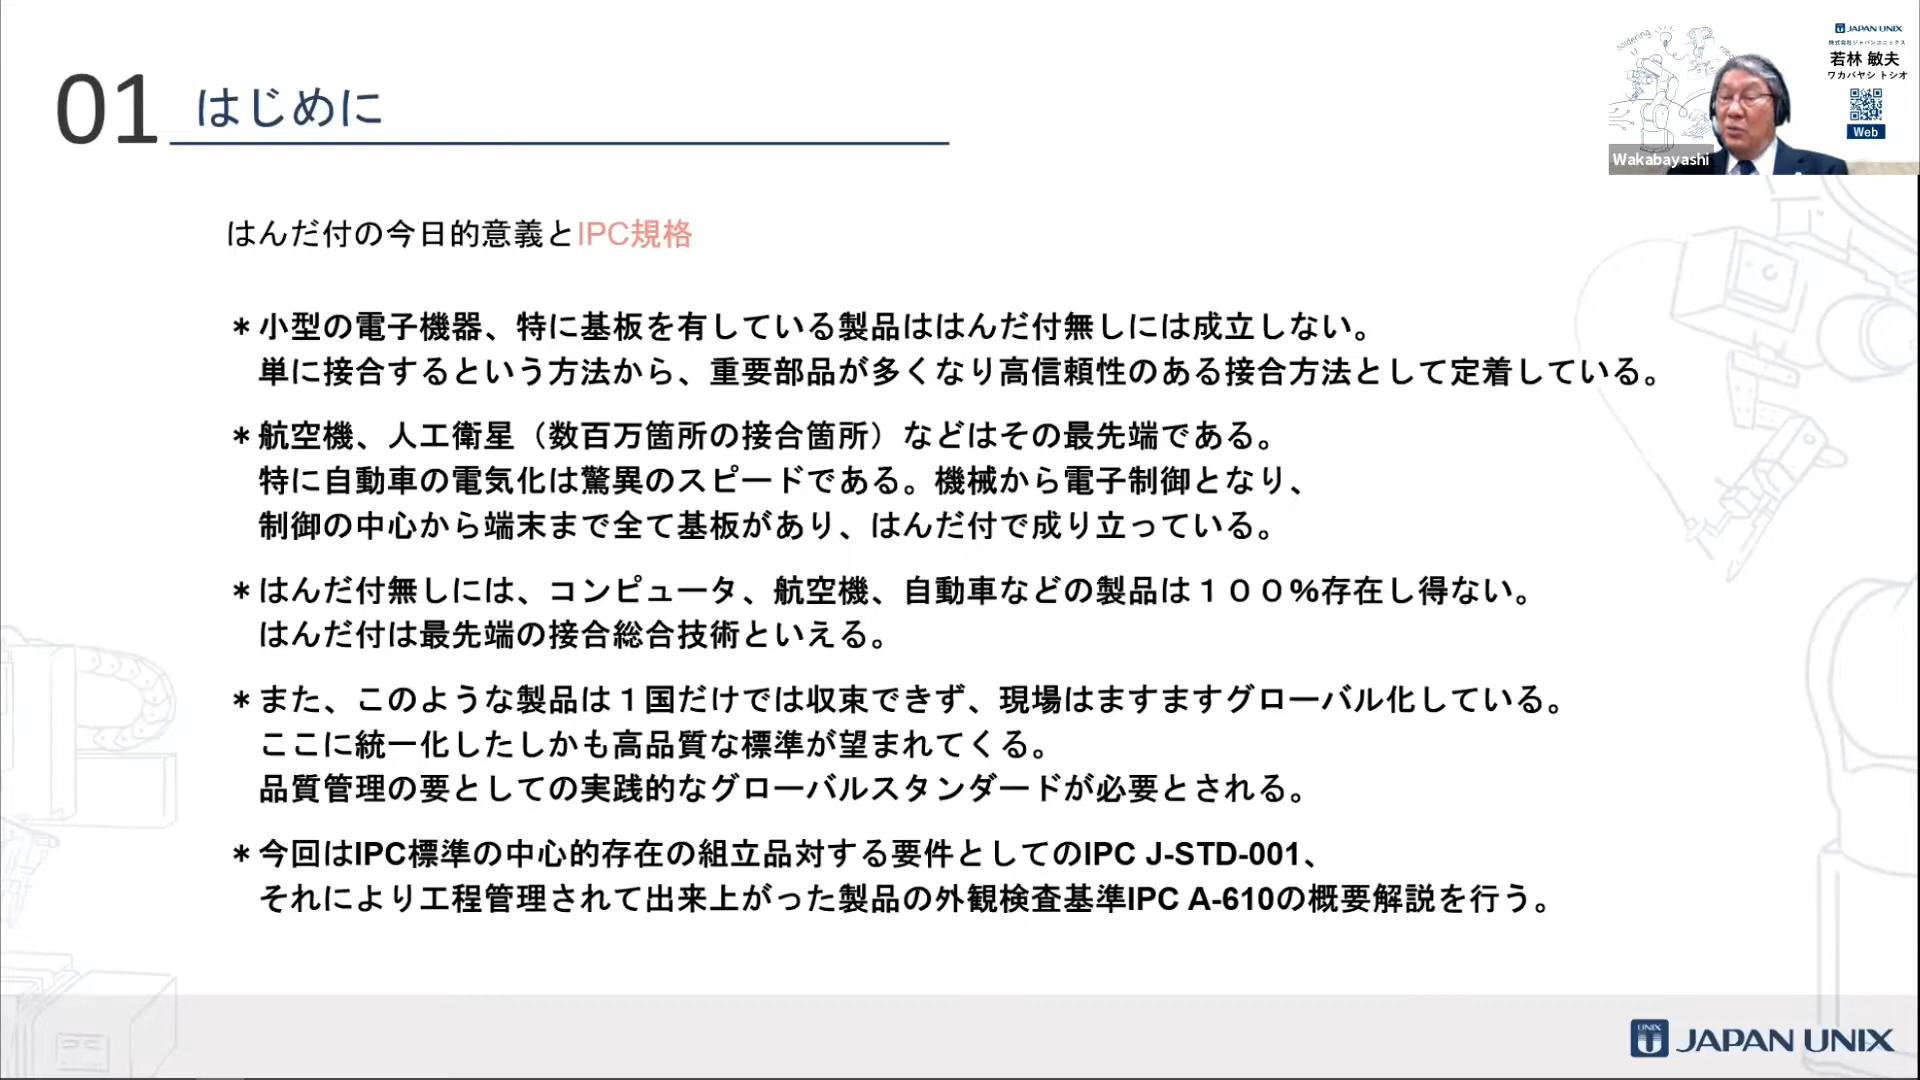 01 はじめに
soldering
JAPAN UNIX
株式会社ジャパンユニックス
若林 敏夫
ワカバヤシ トシオ
Web
Wakabayashi
はんだ付の今日的意義とIPC規格
＊小型の電子機器、特に基板を有している製品ははんだ付無しには成立しない。
単に接合するという方法から、重要部品が多くなり高信頼性のある接合方法として定着している。
＊航空機、人工衛星（数百万箇所の接合箇所）などはその最先端である。
特に自動車の電気化は驚異のスピードである。機械から電子制御となり、
制御の中心から端末まで全て基板があり、はんだ付で成り立っている。
＊はんだ付無しには、コンピュータ、航空機、自動車などの製品は１００％存在し得ない。
はんだ付は最先端の接合総合技術といえる。
＊また、このような製品は１国だけでは収束できず、現場はますますグローバル化している。
ここに統一化したしかも高品質な標準が望まれてくる。
品質管理の要としての実践的なグローバルスタンダードが必要とされる。
＊今回はIPC標準の中心的存在の組立品対する要件としてのIPC J-STD-001、
それにより工程管理されて出来上がった製品の外観検査基準IPC A-610の概要解説を行う。
UNIX
JAPAN UNIX